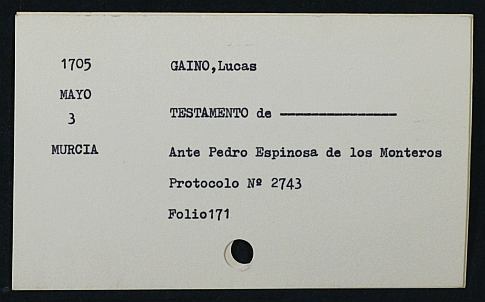 1705 GAINO,Lucas
MAYO
3 TESTAMENTO de ———————
MURCIA Ante Pedro Espinosa de los Monteros
Protocolo Nº 2743
Folio171